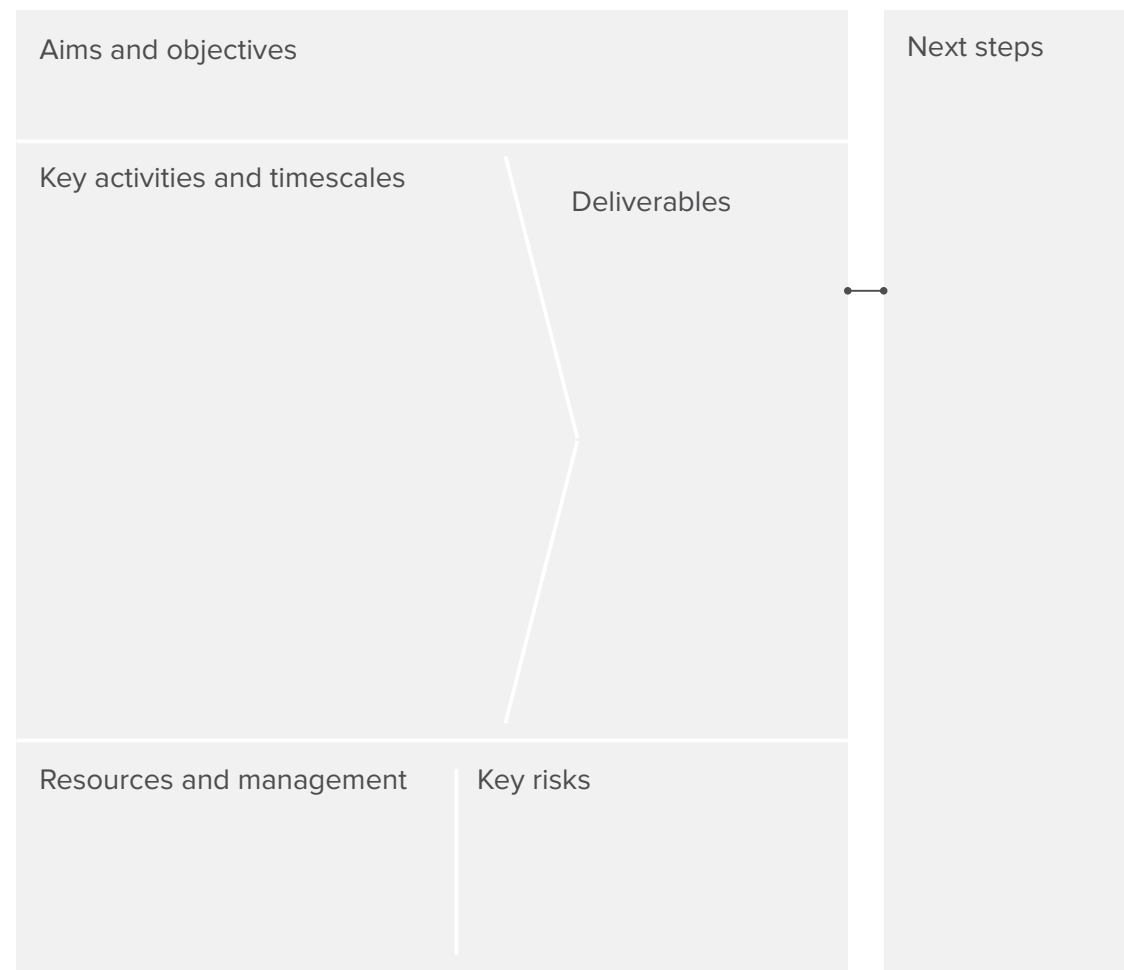 Aims and objectives
Key activities and timescales
Deliverables
Resources and management
Key risks
Next steps